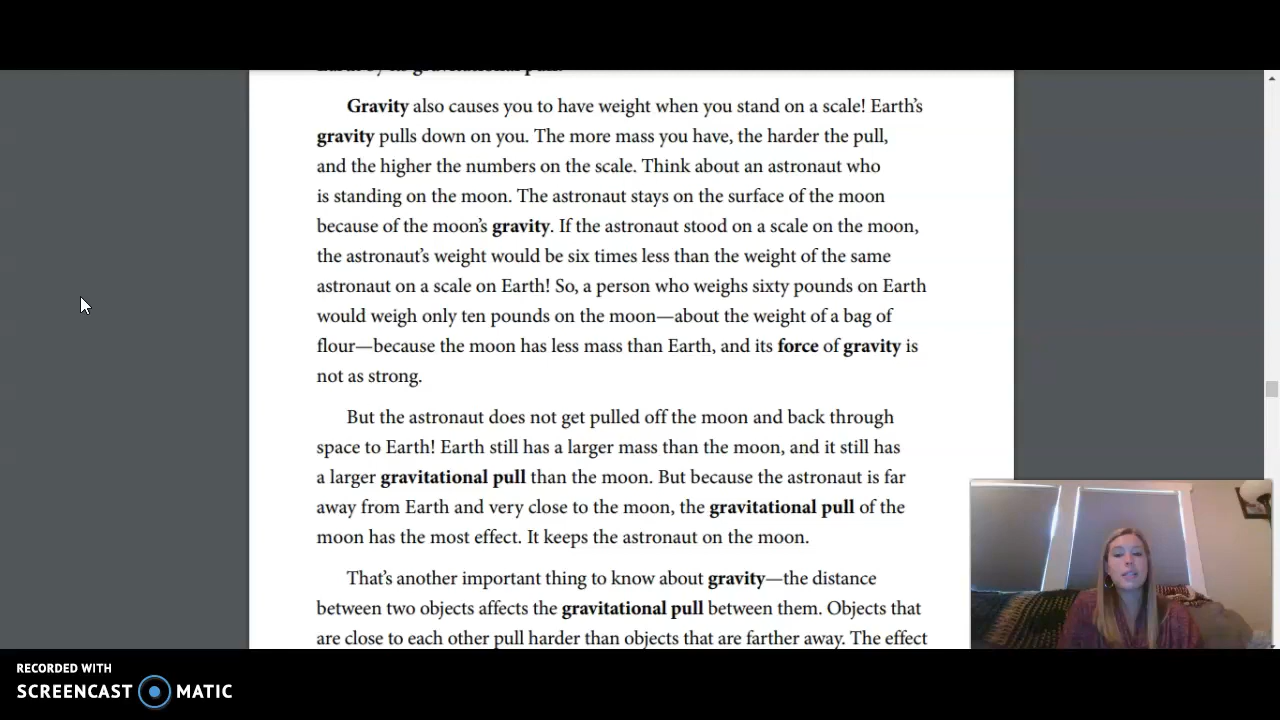 Gravity also causes you to have weight when you stand on a scale! Earth's
gravity pulls down on you. The more mass you have, the harder the pull,
and the higher the numbers on the scale. Think about an astronaut who
is standing on the moon. The astronaut stays on the surface of the moon
because of the moon's gravity. If the astronaut stood on a scale on the moon,
the astronaut's weight would be six times less than the weight of the same
astronaut on a scale on Earth! So, a person who weighs sixty pounds on Earth
would weigh only ten pounds on the moon—about the weight of a bag of
flour—because the moon has less mass than Earth, and its force of gravity is
not as strong.
But the astronaut does not get pulled off the moon and back through
space to Earth! Earth still has a larger mass than the moon, and it still has
a larger gravitational pull than the moon. But because the astronaut is far
away from Earth and very close to the moon, the gravitational pull of the
moon has the most effect. It keeps the astronaut on the moon.
That's another important thing to know about gravity—the distance
between two objects affects the gravitational pull between them. Objects that
are close to each other pull harder than objects that are farther away. The effect
RECORDED WITH
SCREENCAST MATIC